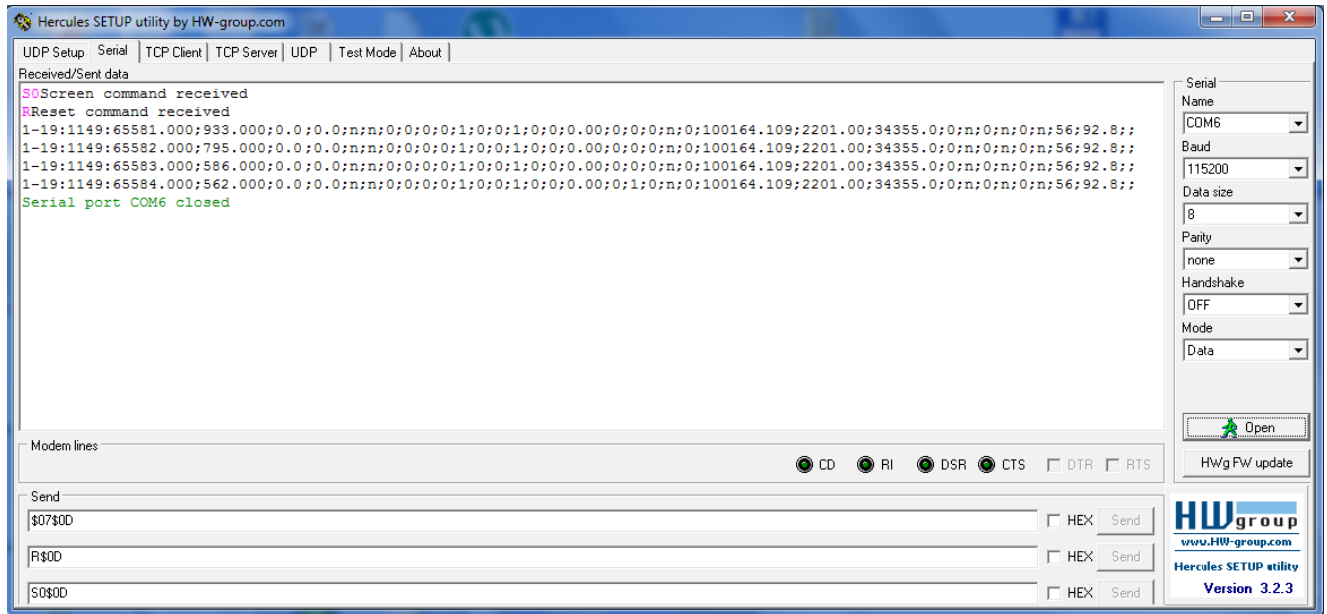 Hercules SETUP utility by HW-group.com
UDP Setup Serial TCP Client TCP Server UDP Test Mode About
Received/Sent data
S0Screen command received
RReset command received
1-19:1149:65581.000;933.000;0.0;0.0;n;n;0;0;0;0;1;0;0;1;0;0;0.00;0;0;0;n;0;100164.109;2201.00;34355.0;0;n;0;n;0;n;56;92.8;;
1-19:1149:65582.000;795.000;0.0;0.0;n;n;0;0;0;0;1;0;0;1;0;0;0.00;0;0;0;n;0;100164.109;2201.00;34355.0;0;n;0;n;0;n;56;92.8;;
1-19:1149:65583.000;586.000;0.0;0.0;n;n;0;0;0;0;1;0;0;1;0;0;0.00;0;0;0;n;0;100164.109;2201.00;34355.0;0;n;0;n;0;n;56;92.8;;
1-19:1149:65584.000;562.000;0.0;0.0;n;n;0;0;0;0;1;0;0;1;0;0;0.00;0;1;0;n;0;100164.109;2201.00;34355.0;0;n;0;n;0;n;56;92.8;;
Serial port COM6 closed
Serial
Name
COM6
Baud
115200
Data size
8
Parity
none
Handshake
OFF
Mode
Data
Open
HWg FW update
Modem lines
CD RI DSR CTS DTR RTS
Send
$07$0D HEX Send
R$0D HEX Send
S0$0D HEX Send
HW group
www.HW-group.com
Hercules SETUP utility
Version 3.2.3